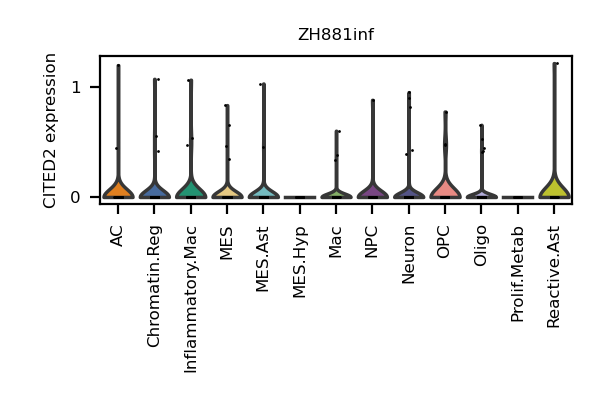 ZH881inf
CITED2 expression
1
0
AC
Chromatin.Reg
Inflammatory.Mac
MES
MES.Ast
MES.Hyp
Mac
NPC
Neuron
OPC
Oligo
Prolif.Metab
Reactive.Ast